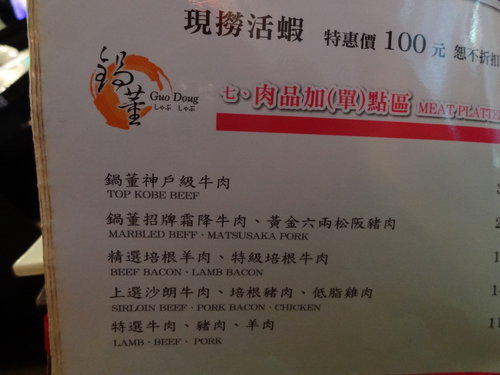 現撈活蝦 特惠價 100 元 恕不折扣
鍋董
Guo Doug
しゃぶ しゃぶ
七、肉品加(單)點區 MEAT PLATTE
鍋董神戶級牛肉
TOP KOBE BEEF
鍋董招牌霜降牛肉、黃金六兩松阪豬肉
MARBLED BEFF、MATSUSAKA PORK
精選培根羊肉、特級培根牛肉
BEEF BACON、LAMB BACON
上選沙朗牛肉、培根豬肉、低脂雞肉
SIRLOIN BEEF、PORK BACON、CHICKEN
特選牛肉、豬肉、羊肉
LAMB、BEEF、PORK